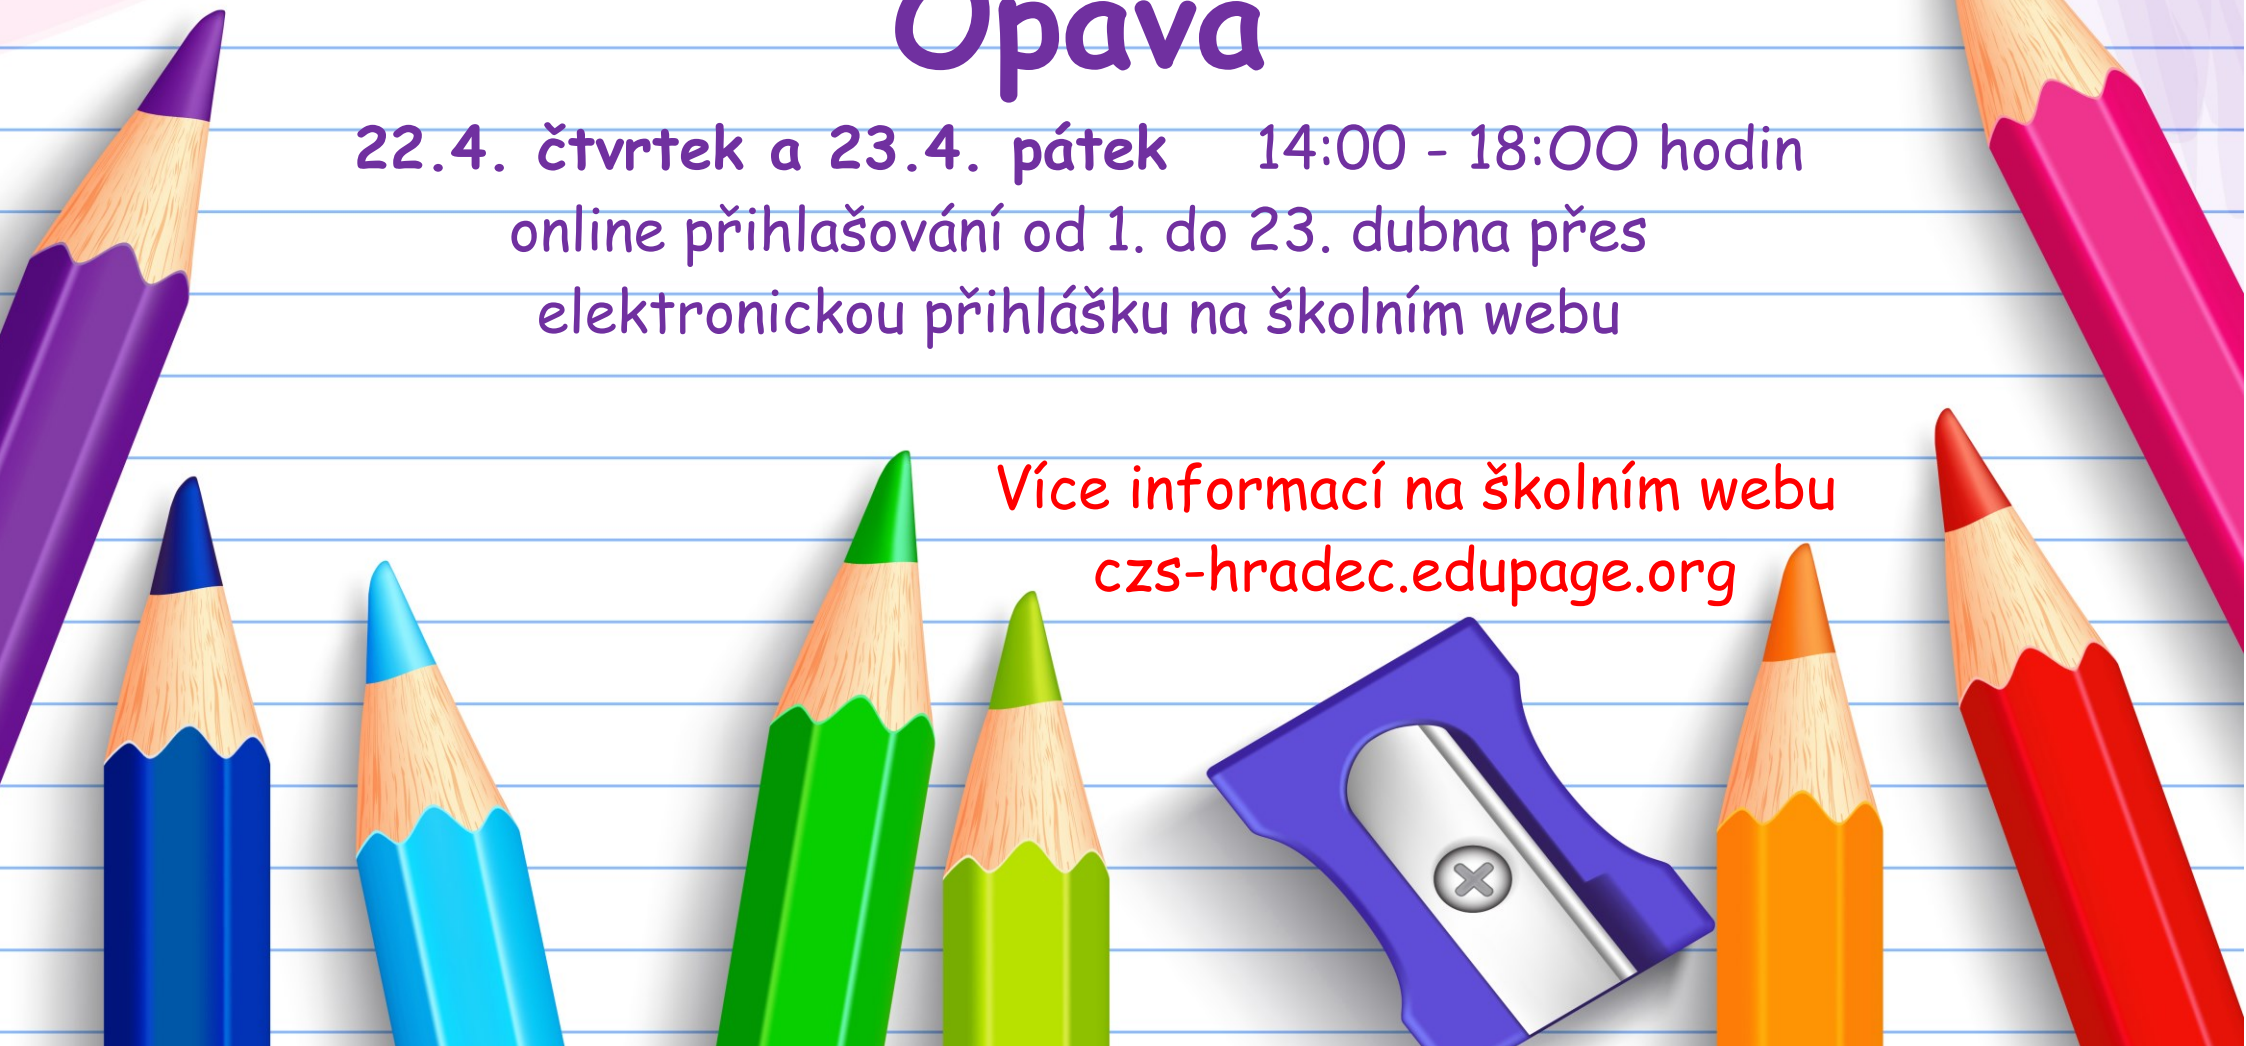 Opava
22.4. čtvrtek a 23.4. pátek 14:00 - 18:OO hodin
online přihlašování od 1. do 23. dubna přes
elektronickou přihlášku na školním webu
Více informací na školním webu
czs-hradec.edupage.org